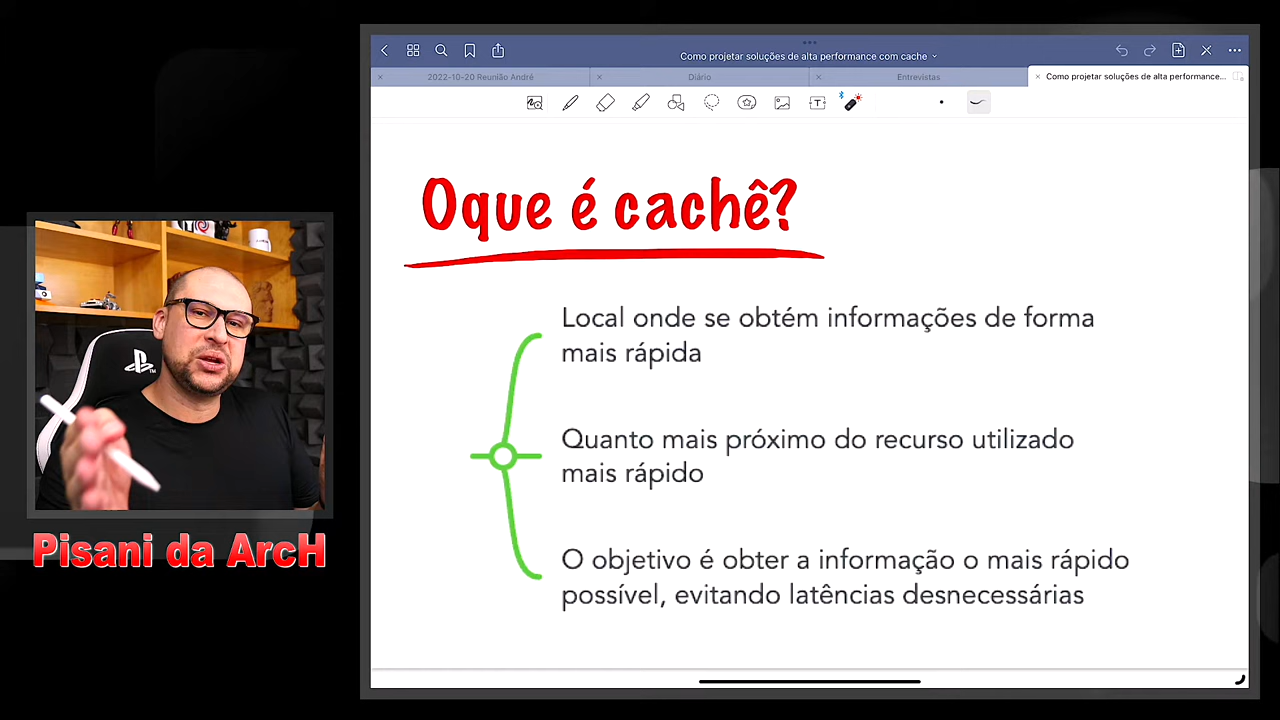 Como projetar soluções de alta performance com cache
2022-10-20 Reunião André
Diário
Entrevistas
Como projetar soluções de alta performance...
Oque é cachê?
Local onde se obtém informações de forma
mais rápida
Quanto mais próximo do recurso utilizado
mais rápido
O objetivo é obter a informação o mais rápido
possível, evitando latências desnecessárias
Pisani da ArcH